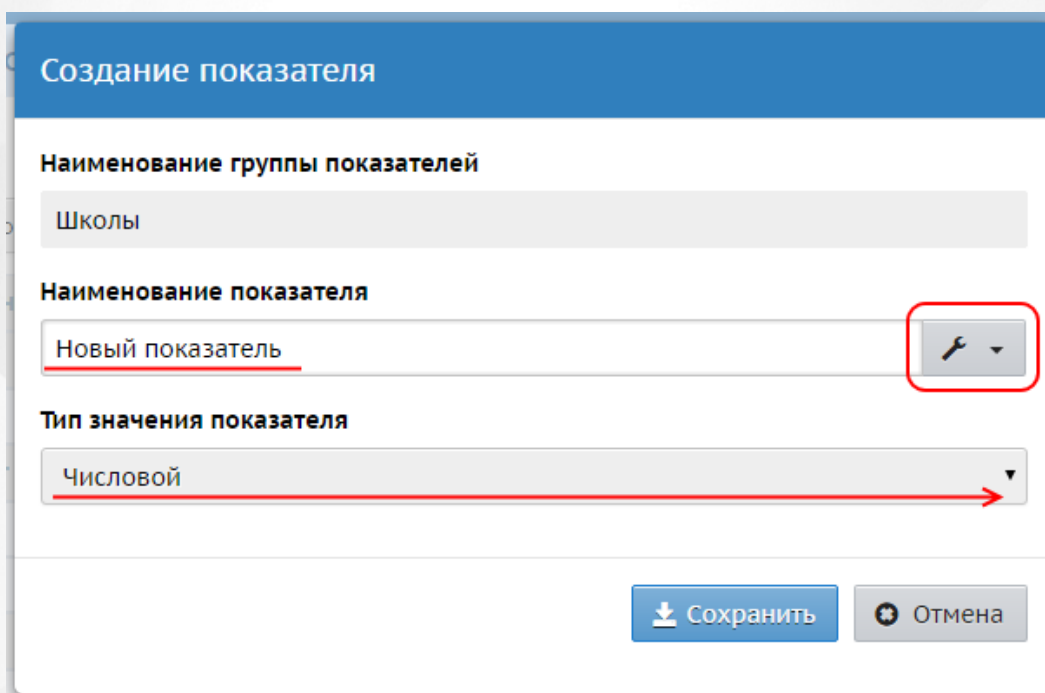 Создание показателя
Наименование группы показателей
Школы
Наименование показателя
Новый показатель
Тип значения показателя
Числовой
Сохранить Отмена